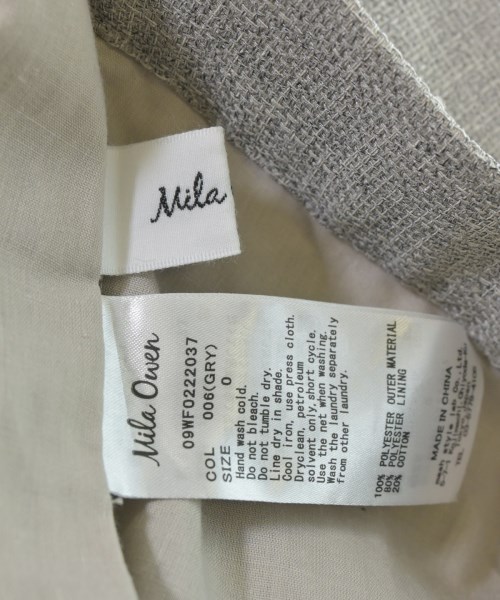 Mila
Mila Owen
09WFO222037
COL 006(GRY)
SIZE 0
Hand wash cold.
Do not bleach.
Do not tumble dry.
Line dry in shade.
Cool iron, use press cloth.
Dryclean, petroleum
solvent only.short cycle.
Use the net when washing.
Wash the laundry separately
from other laundry.
100% POLYESTER OUTER MATERIAL
80% POLYESTER LINING
20% COTTON
MADE IN CHINA